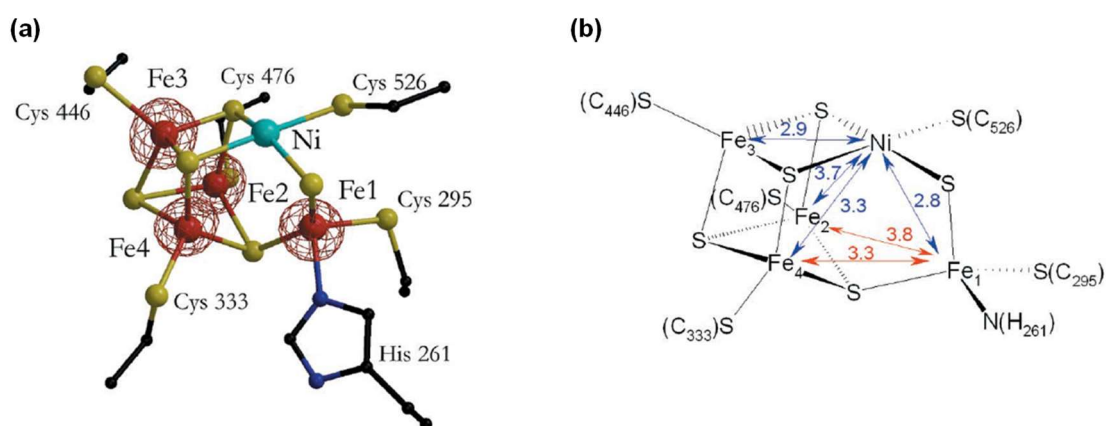 (a)
Cys 446
Fe3
Cys 476
Cys 526
Ni
Fe2
Fe1
Cys 295
Fe4
Cys 333
His 261
(b)
(C446)S
S
S(C526)
Fe3
2.9
Ni
S
3.7
S
(C476)S
Fe2
3.3
2.8
S
3.8
Fe4
3.3
Fe1
S(C295)
S
(C333)S
N(H261)